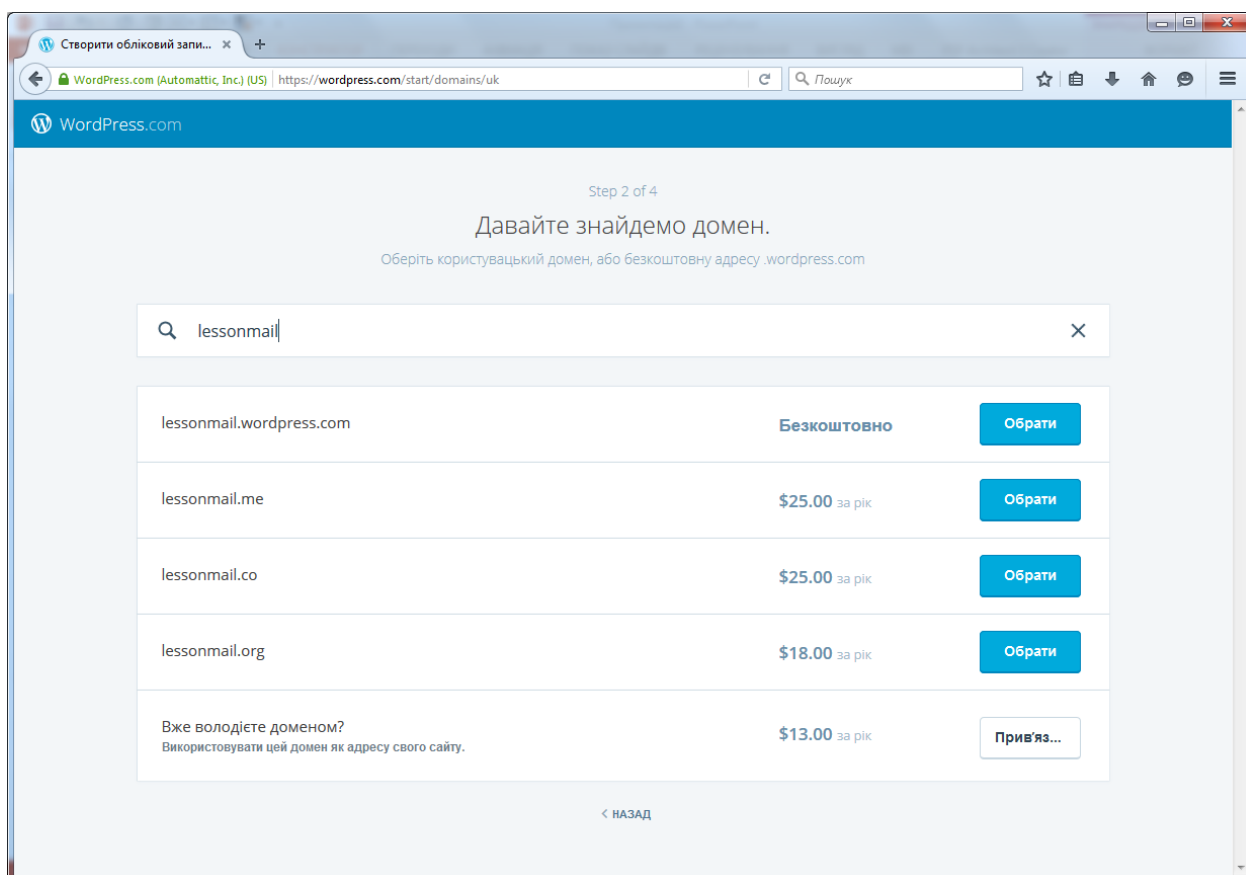 Створити обліковий запи...
WordPress.com (Automattic, Inc.) (US) https://wordpress.com/start/domains/uk Пошук
WordPress.com
Step 2 of 4
Давайте знайдемо домен.
Оберіть користувацький домен, або безкоштовну адресу .wordpress.com
lessonmail
lessonmail.wordpress.com Безкоштовно Обрати
lessonmail.me $25.00 за рік Обрати
lessonmail.co $25.00 за рік Обрати
lessonmail.org $18.00 за рік Обрати
Вже володієте доменом? $13.00 за рік Прив'яз...
Використовувати цей домен як адресу свого сайту.
< НАЗАД